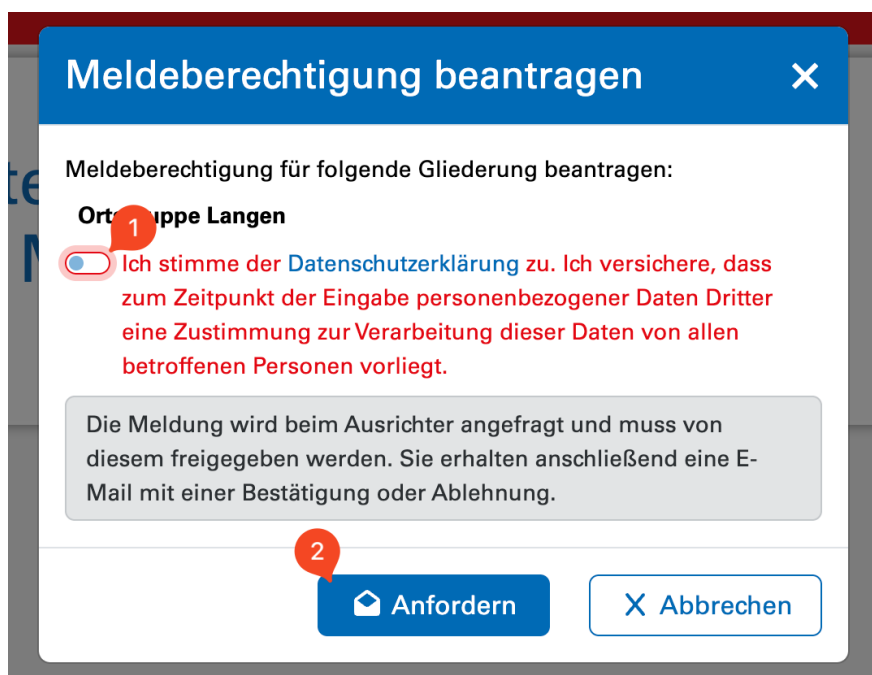 Meldeberechtigung beantragen
Meldeberechtigung für folgende Gliederung beantragen:
Langen
1
Ich stimme der Datenschutzerklärung zu. Ich versichere, dass
zum Zeitpunkt der Eingabe personenbezogener Daten Dritter
eine Zustimmung zur Verarbeitung dieser Daten von allen
betroffenen Personen vorliegt.
Die Meldung wird beim Ausrichter angefragt und muss von
diesem freigegeben werden. Sie erhalten anschließend eine E-
Mail mit einer Bestätigung oder Ablehnung.
2
Anfordern
X Abbrechen